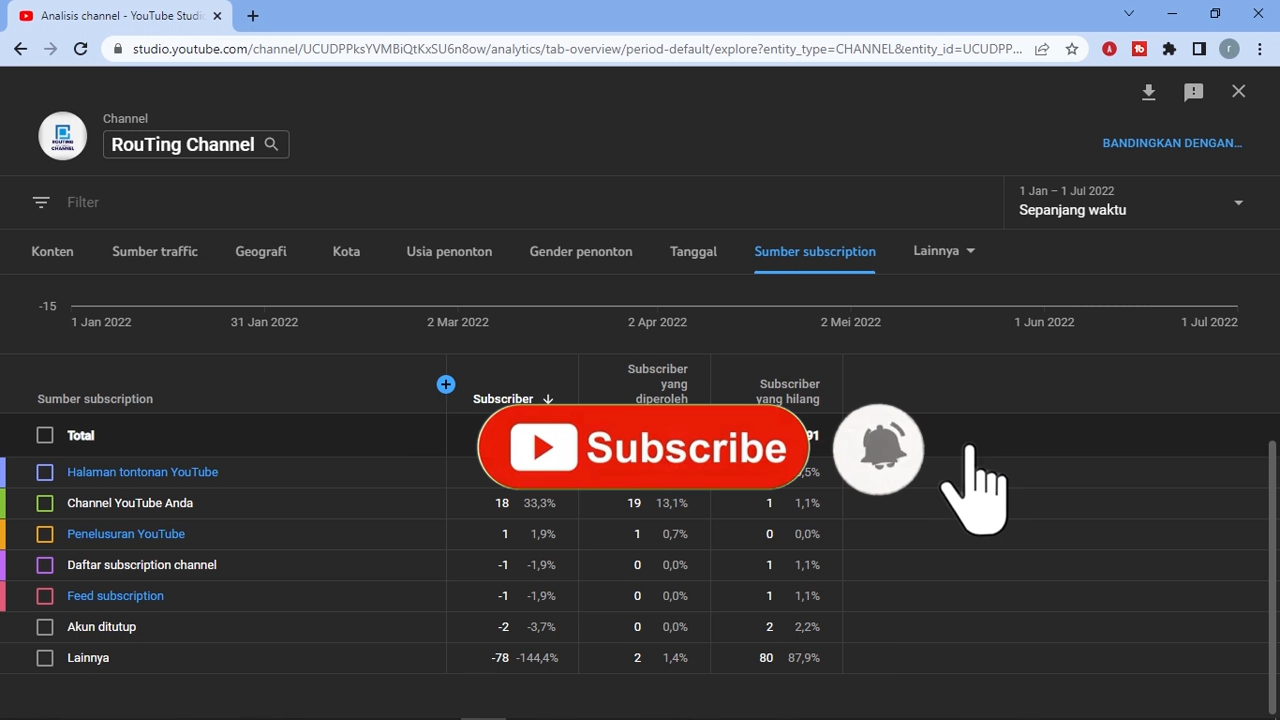 Analisis channel - YouTube Studio
studio.youtube.com/channel/UCUDPPksYVMBiQtKxSU6n8ow/analytics/tab-overview/period-default/explore?entity_type=CHANNEL&entity_id=UCUDPP...
r
Channel
RouTing Channel
ROUTING
CHANNEL
BANDINGKAN DENGAN...
Filter
1 Jan – 1 Jul 2022
Sepanjang waktu
Konten Sumber traffic Geografi Kota Usia penonton Gender penonton Tanggal Sumber subscription Lainnya
-15
1 Jan 2022 31 Jan 2022 2 Mar 2022 2 Apr 2022 2 Mei 2022 1 Jun 2022 1 Jul 2022
Sumber subscription
Subscriber
Subscriber
yang
diperoleh
Subscriber
yang hilang
Total 91
Subscribe
Halaman tontonan YouTube ,5%
Channel YouTube Anda 18 33,3% 19 13,1% 1 1,1%
Penelusuran YouTube 1 1,9% 1 0,7% 0 0,0%
Daftar subscription channel -1 -1,9% 0 0,0% 1 1,1%
Feed subscription -1 -1,9% 0 0,0% 1 1,1%
Akun ditutup -2 -3,7% 0 0,0% 2 2,2%
Lainnya -78 -144,4% 2 1,4% 80 87,9%